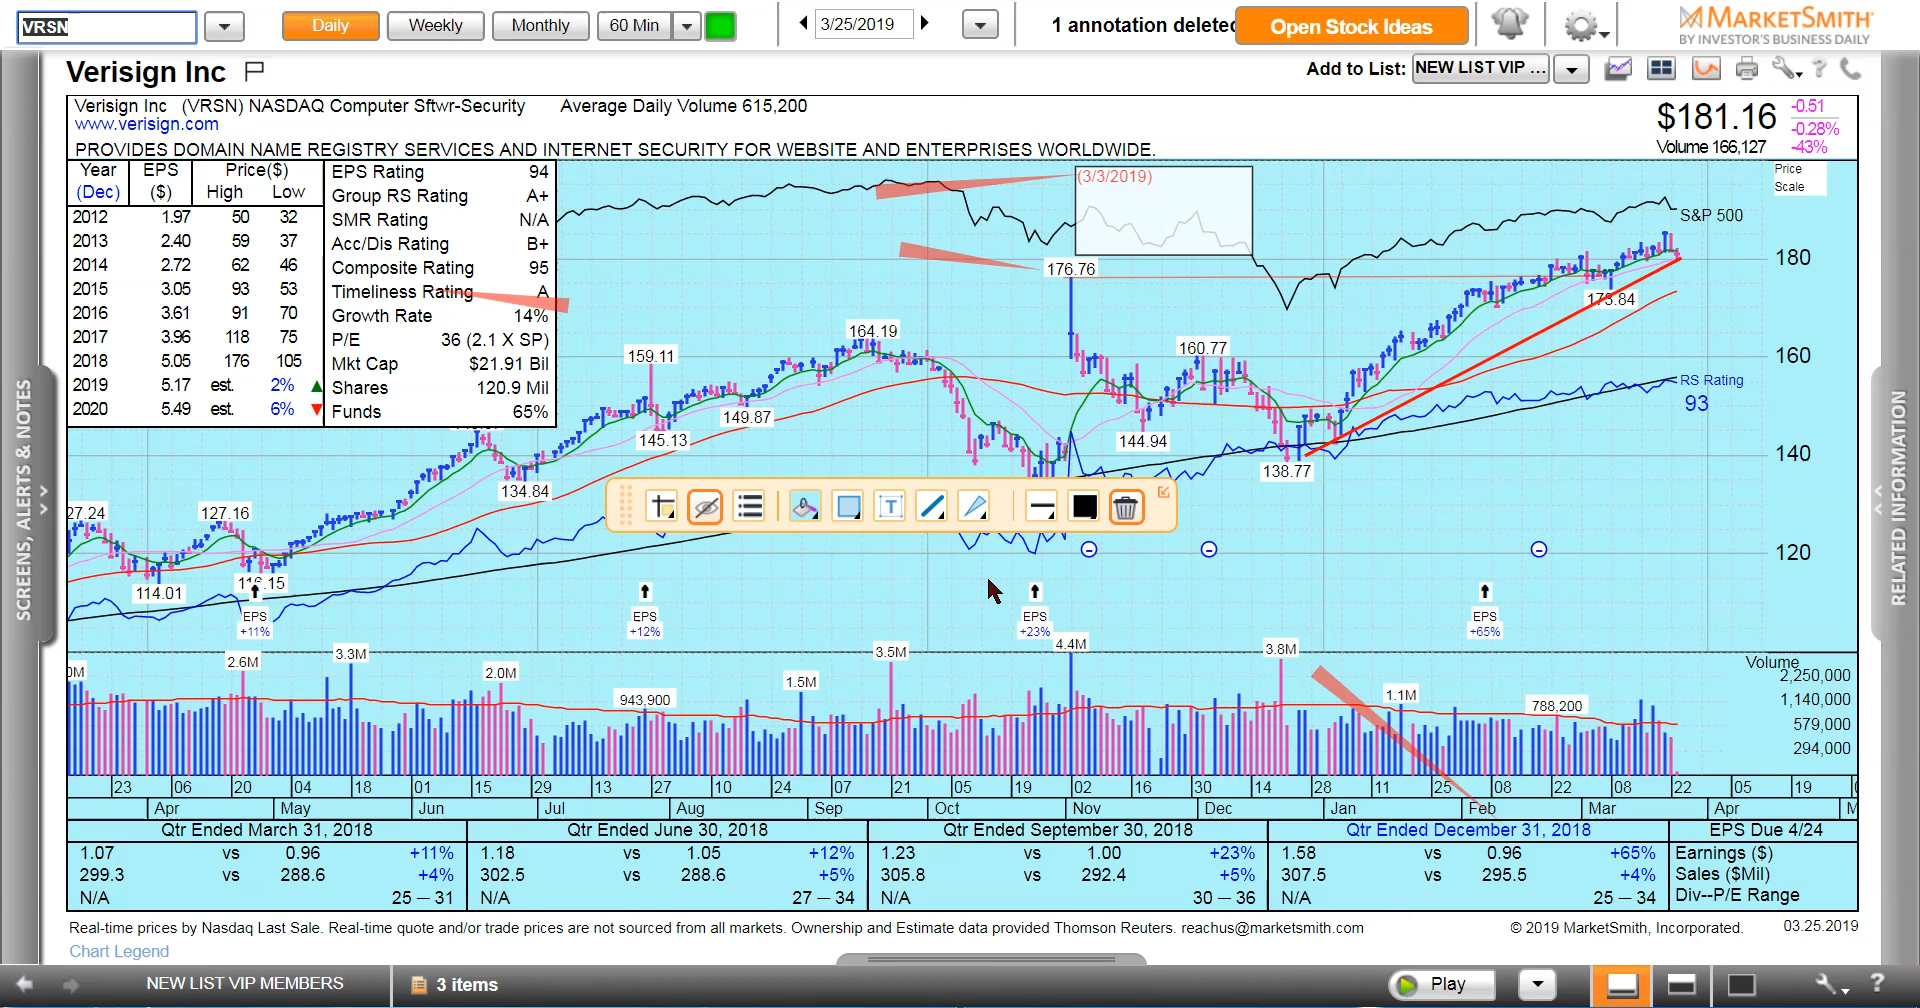 VRSN
Daily
Weekly
Monthly
60 Min
3/25/2019
1 annotation deleted
Open Stock Ideas
MARKETSMITH
BY INVESTOR'S BUSINESS DAILY
Verisign Inc
Add to List:
NEW LIST VIP ...
Verisign Inc (VRSN) NASDAQ Computer Sftwr-Security Average Daily Volume 615,200
www.verisign.com
PROVIDES DOMAIN NAME REGISTRY SERVICES AND INTERNET SECURITY FOR WEBSITE AND ENTERPRISES WORLDWIDE.
$181.16
-0.51
-0.28%
Volume 166,127 -43%
Year EPS Price($)
(Dec) ($) High Low
2012 1.97 50 32
2013 2.40 59 37
2014 2.72 62 46
2015 3.05 93 53
2016 3.61 91 70
2017 3.96 118 75
2018 5.05 176 105
2019 5.17 est. 2%
2020 5.49 est. 6%
EPS Rating 94
Group RS Rating A+
SMR Rating N/A
Acc/Dis Rating B+
Composite Rating 95
Timeliness Rating A
Growth Rate 14%
P/E 36 (2.1 X SP)
Mkt Cap $21.91 Bil
Shares 120.9 Mil
Funds 65%
(3/3/2019)
Price
Scale
S&P 500
180
160
140
120
RS Rating
93
27.24
127.16
114.01
116.15
134.84
159.11
145.13
149.87
164.19
176.76
144.94
160.77
138.77
173.84
EPS
+11%
EPS
+12%
EPS
+23%
EPS
+65%
0M
2.6M
3.3M
2.0M
943,900
1.5M
3.5M
4.4M
3.8M
1.1M
788,200
Volume
2,250,000
1,140,000
579,000
294,000
23 06 20 04 18 01 15 29 13 27 10 24 07 21 05 19 02 16 30 14 28 11 25 08 22 08 22 05 19
Apr May Jun Jul Aug Sep Oct Nov Dec Jan Feb Mar Apr M
Qtr Ended March 31, 2018 Qtr Ended June 30, 2018 Qtr Ended September 30, 2018 Qtr Ended December 31, 2018 EPS Due 4/24
1.07 vs 0.96 +11% 1.18 vs 1.05 +12% 1.23 vs 1.00 +23% 1.58 vs 0.96 +65% Earnings ($)
299.3 vs 288.6 +4% 302.5 vs 288.6 +5% 305.8 vs 292.4 +5% 307.5 vs 295.5 +4% Sales ($Mil)
N/A 25 — 31 N/A 27 — 34 N/A 30 — 36 N/A 25 — 34 Div--P/E Range
Real-time prices by Nasdaq Last Sale. Real-time quote and/or trade prices are not sourced from all markets. Ownership and Estimate data provided Thomson Reuters. reachus@marketsmith.com © 2019 MarketSmith, Incorporated. 03.25.2019
Chart Legend
SCREENS, ALERTS & NOTES
RELATED INFORMATION
NEW LIST VIP MEMBERS
3 items
Play